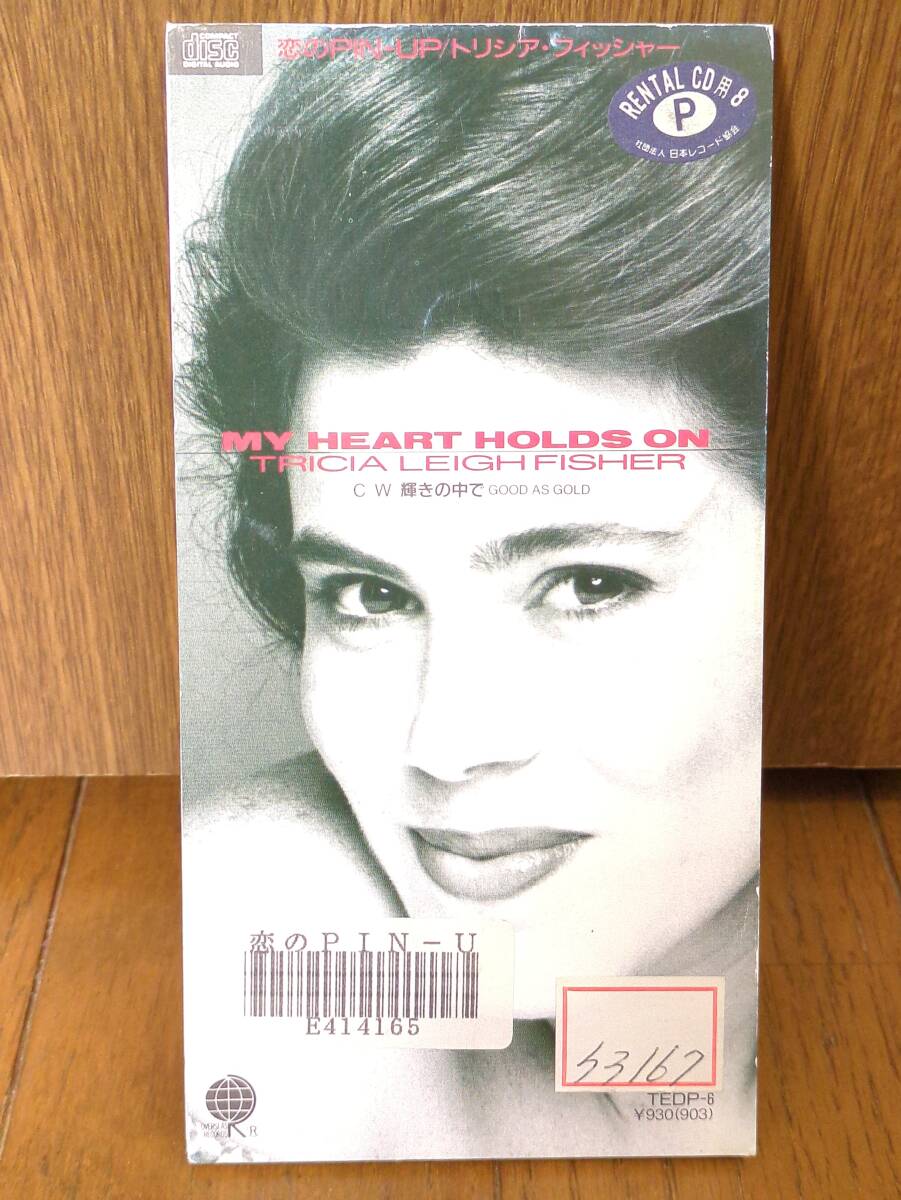 COMPACT
disc
DIGITAL AUDIO
恋のPIN-UP/トリシア・フィッシャー
RENTAL CD用 8
P
社団法人 日本レコード協会
MY HEART HOLDS ON
TRICIA LEIGH FISHER
C W 輝きの中で GOOD AS GOLD
恋のPIN-U
E414165
53167
TEDP-6
¥930(903)
OVERSEAS
RECORDS
R